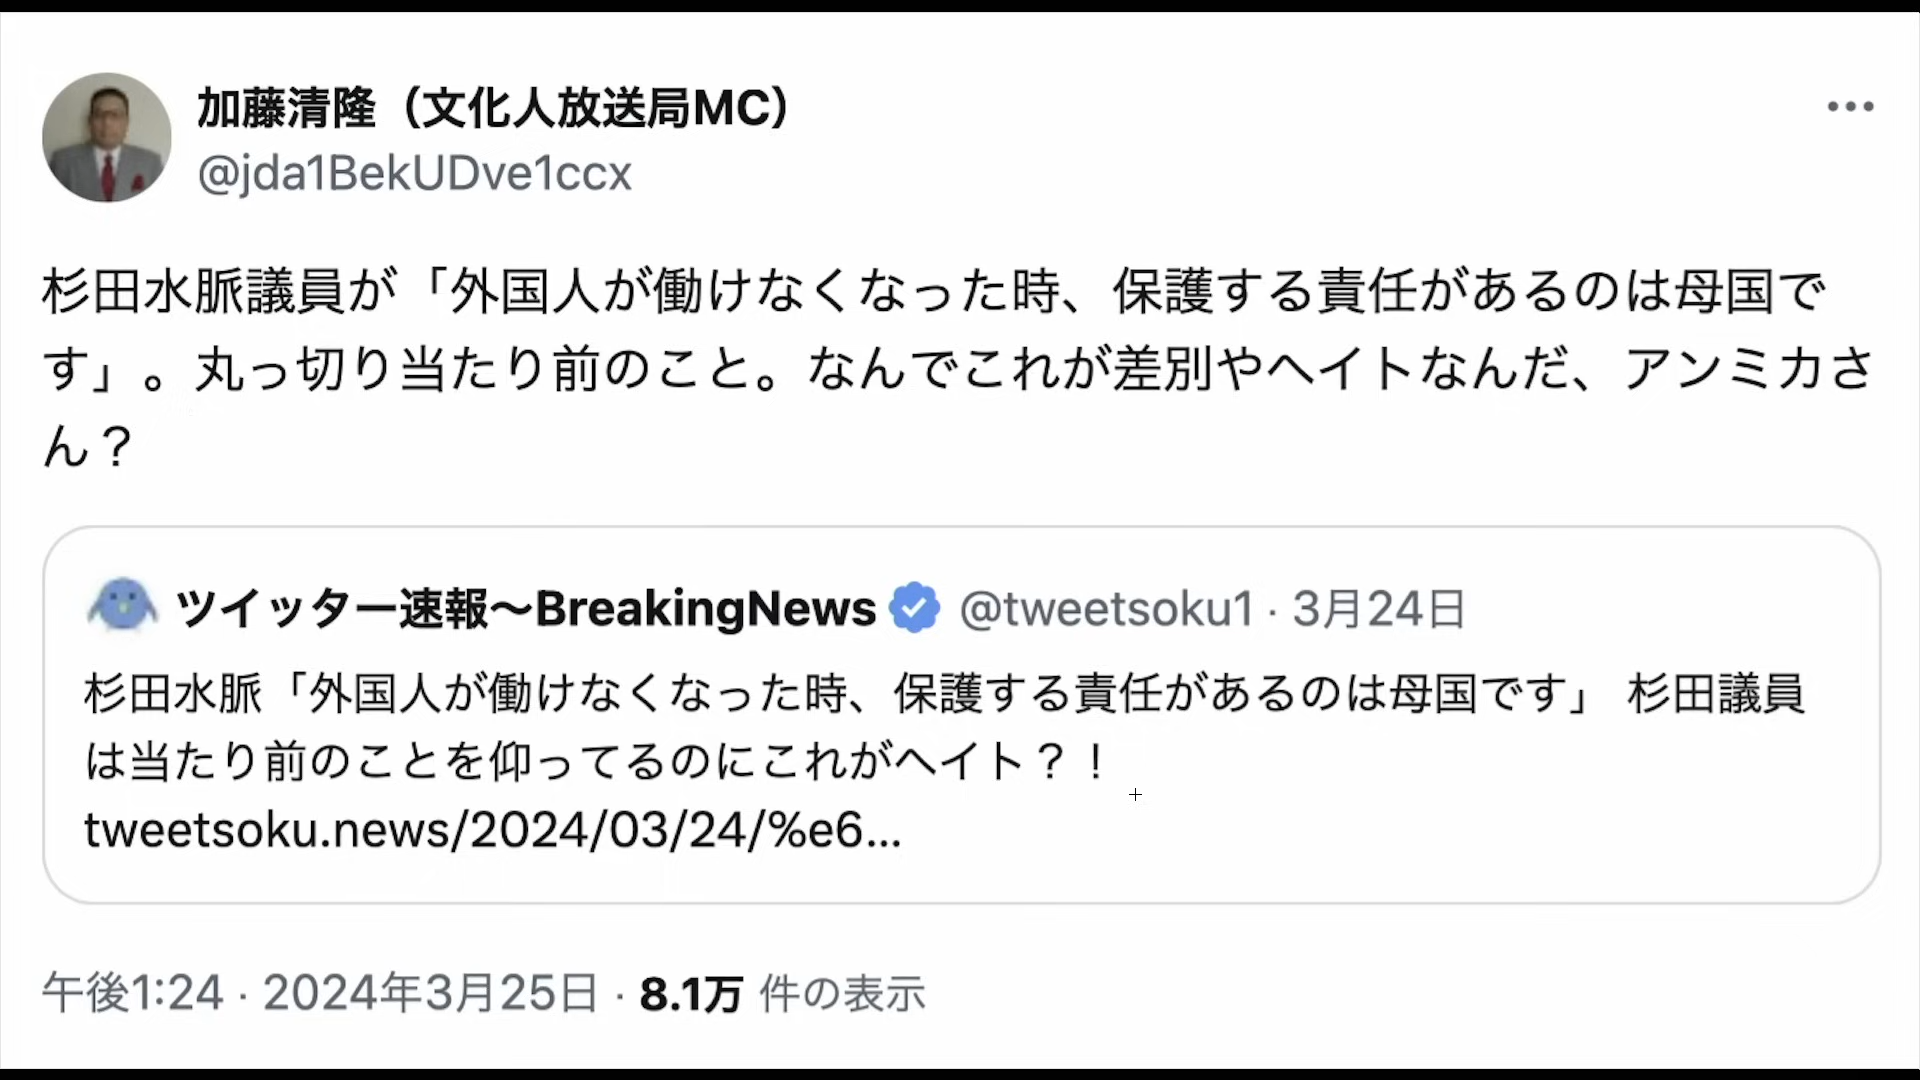 加藤清隆（文化人放送局MC）
@jda1BekUDve1ccx
杉田水脈議員が「外国人が働けなくなった時、保護する責任があるのは母国で
す」。丸っ切り当たり前のこと。なんでこれが差別やヘイトなんだ、アンミカさ
ん？
ツイッター速報〜BreakingNews @tweetsoku1 · 3月24日
杉田水脈「外国人が働けなくなった時、保護する責任があるのは母国です」 杉田議員
は当たり前のことを仰ってるのにこれがヘイト？！
tweetsoku.news/2024/03/24/%e6...
午後1:24 · 2024年3月25日 · 8.1万 件の表示